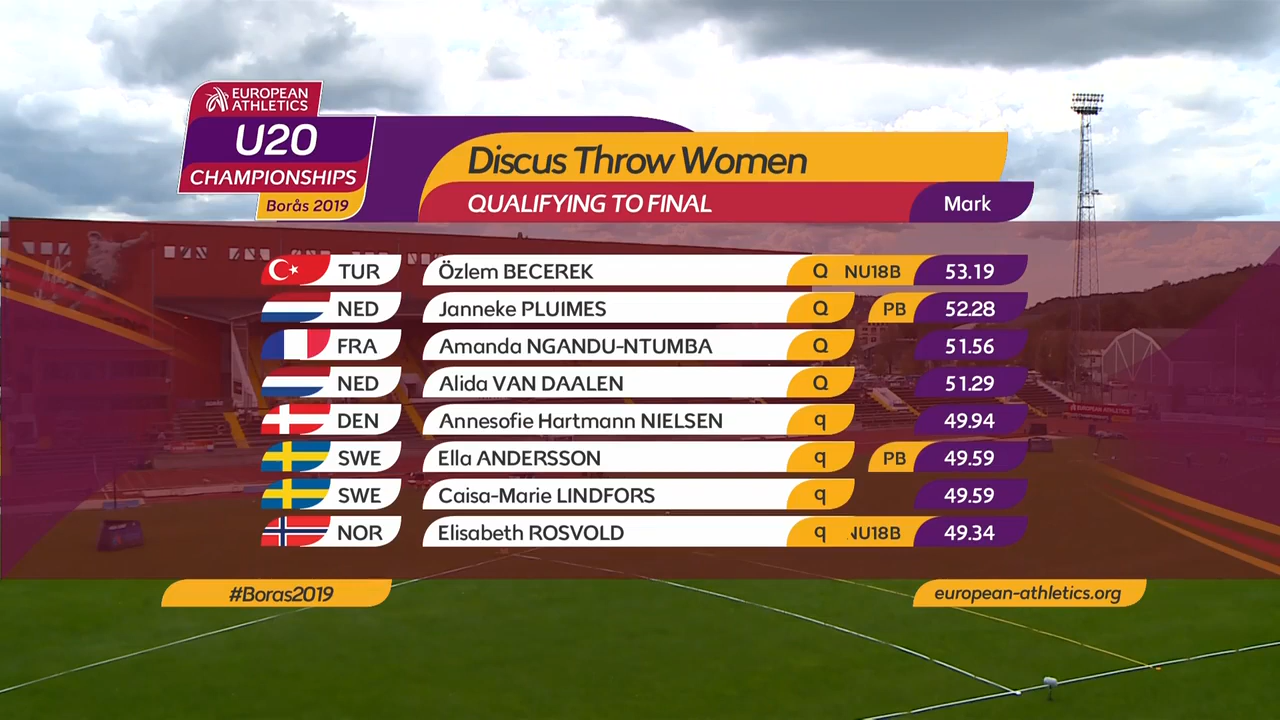 EUROPEAN
ATHLETICS
U20
CHAMPIONSHIPS
Borås 2019
Discus Throw Women
QUALIFYING TO FINAL Mark
TUR Özlem BECEREK Q NU18B 53.19
NED Janneke PLUIMES Q PB 52.28
FRA Amanda NGANDU-NTUMBA Q 51.56
NED Alida VAN DAALEN Q 51.29
DEN Annesofie Hartmann NIELSEN q 49.94
SWE Ella ANDERSSON q PB 49.59
SWE Caisa-Marie LINDFORS q 49.59
NOR Elisabeth ROSVOLD q NU18B 49.34
#Boras2019 european-athletics.org